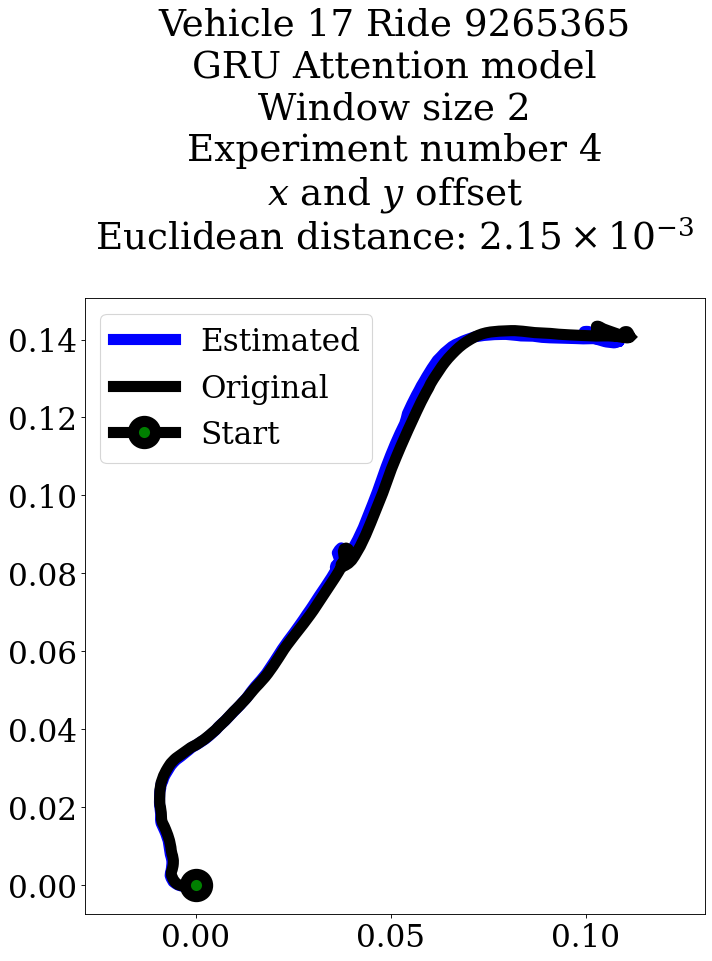 Vehicle 17 Ride 9265365
GRU Attention model
Window size 2
Experiment number 4
x and y offset
Euclidean distance: 2.15 × 10⁻³
Estimated
Original
Start
0.14
0.12
0.10
0.08
0.06
0.04
0.02
0.00
0.00 0.05 0.10